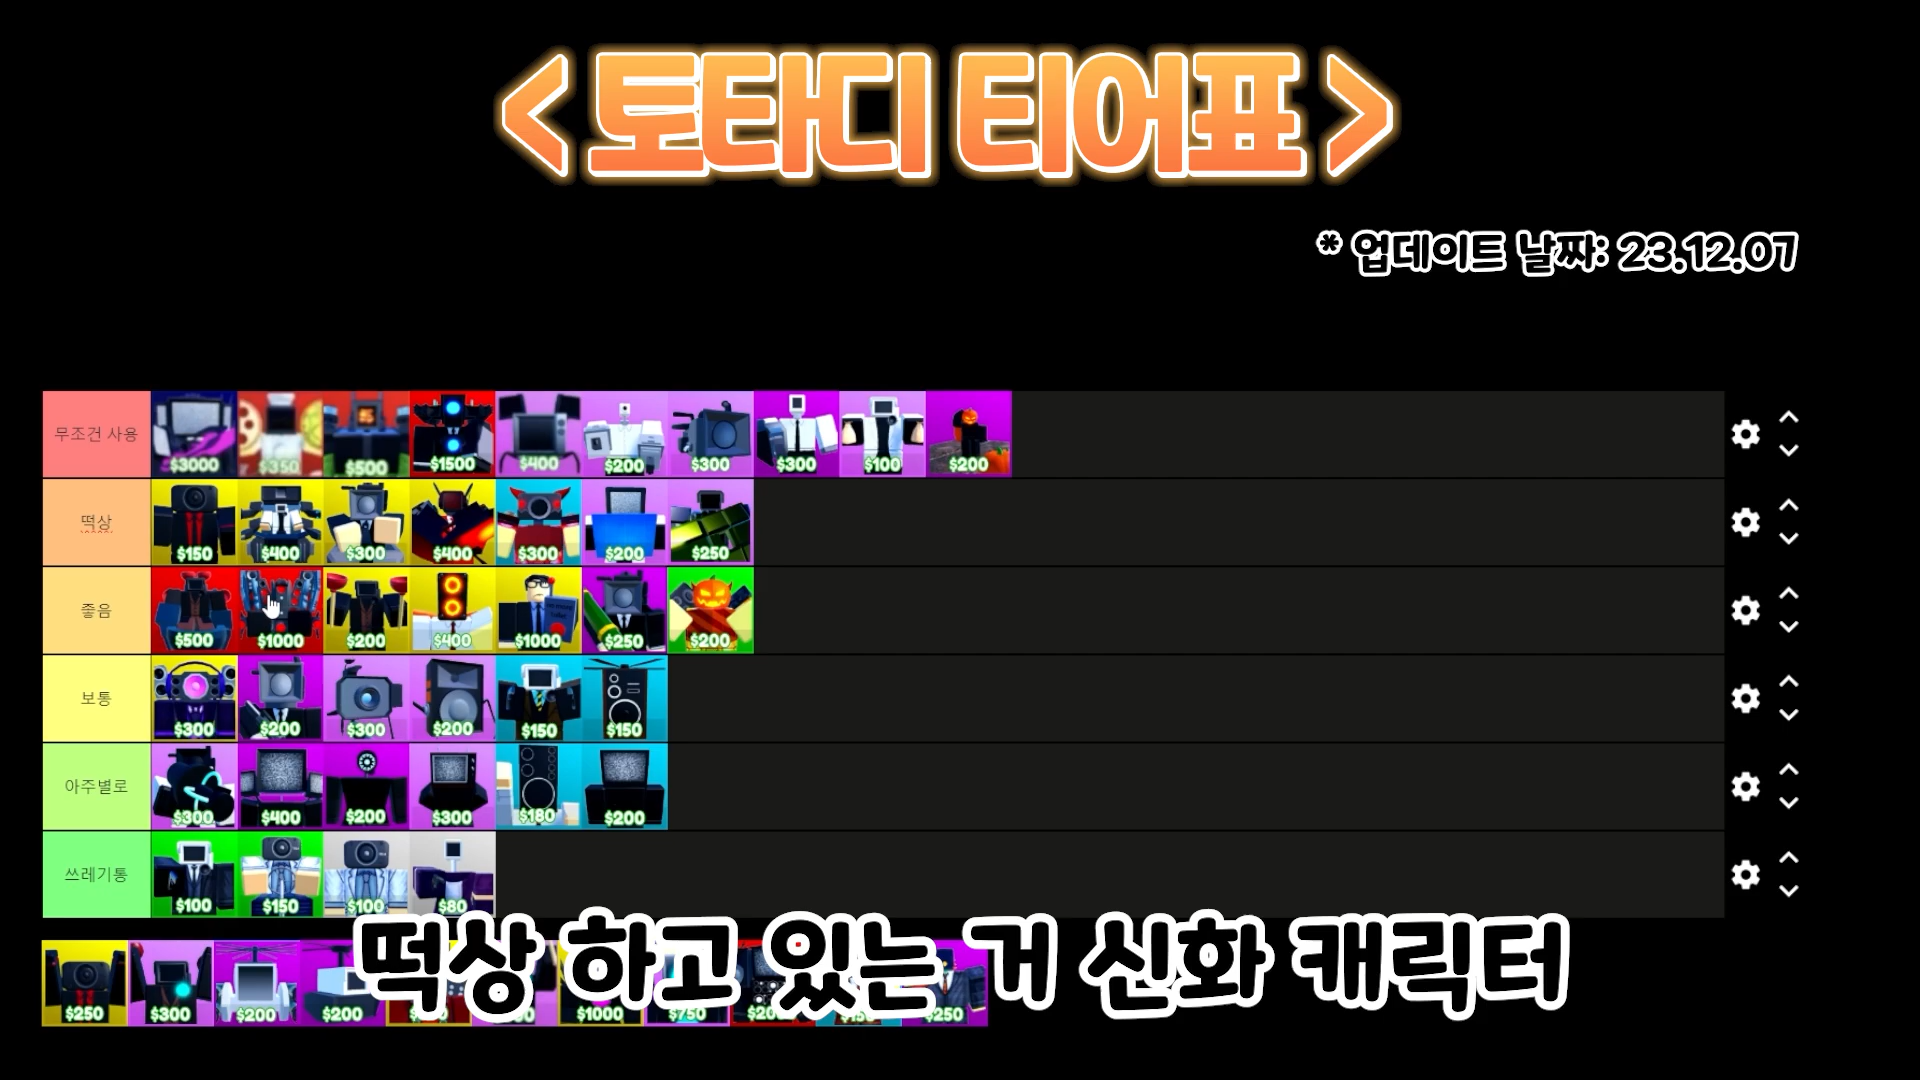 <토타디 티어표>
* 업데이트 날짜: 23.12.07
무조건 사용
$3000 $350 $500 $1500 $400 $200 $300 $300 $100 $200
떡상
$150 $400 $300 $400 $300 $200 $250
좋음
$500 $1000 $200 $400 $1000 $250 $200
보통
$300 $200 $300 $200 $150 $150
아주별로
$300 $400 $200 $300 $180 $200
쓰레기통
$100 $150 $100 $80
떡상 하고 있는 거 신화 캐릭터
$250 $300 $200 $200 $1000 $750 $250